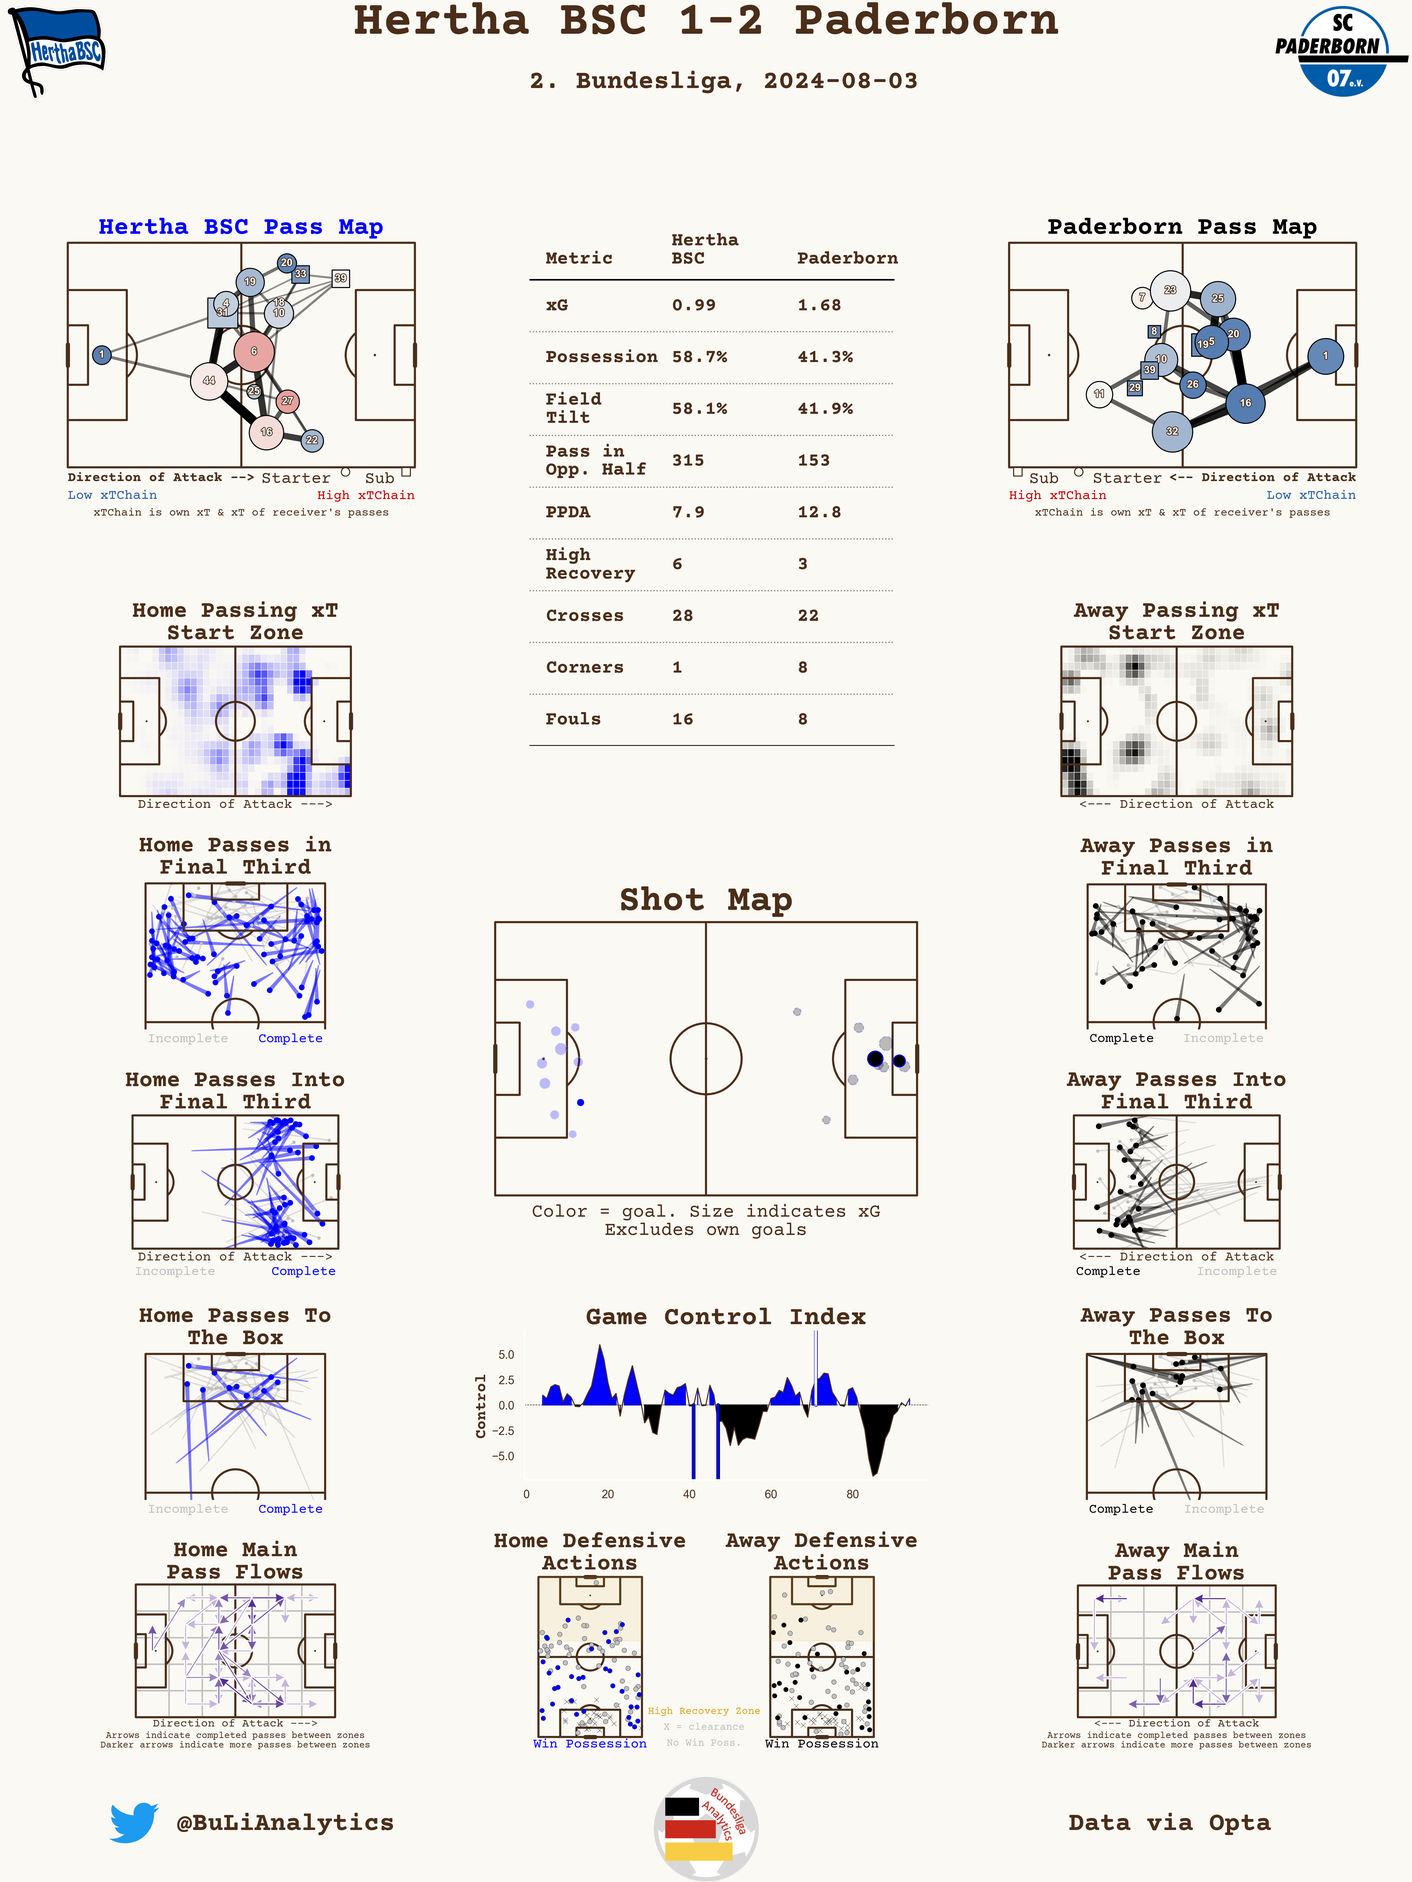 Hertha BSC 1-2 Paderborn
2. Bundesliga, 2024-08-03
HerthaBSC
SC
PADERBORN
07e.V.
Hertha BSC Pass Map
20
33
39
19
4
31
18
10
1
6
44
25
27
16
22
Direction of Attack --> Starter Sub
Low xTChain High xTChain
xTChain is own xT & xT of receiver's passes
Metric Hertha BSC Paderborn
xG 0.99 1.68
Possession 58.7% 41.3%
Field Tilt 58.1% 41.9%
Pass in Opp. Half 315 153
PPDA 7.9 12.8
High Recovery 6 3
Crosses 28 22
Corners 1 8
Fouls 16 8
Paderborn Pass Map
7
23
25
8
20
19
5
10
1
39
26
29
11
16
32
Sub Starter <-- Direction of Attack
High xTChain Low xTChain
xTChain is own xT & xT of receiver's passes
Home Passing xT
Start Zone
Direction of Attack --->
Away Passing xT
Start Zone
<--- Direction of Attack
Home Passes in
Final Third
Incomplete Complete
Away Passes in
Final Third
Complete Incomplete
Shot Map
Color = goal. Size indicates xG
Excludes own goals
Home Passes Into
Final Third
Direction of Attack --->
Incomplete Complete
Away Passes Into
Final Third
<--- Direction of Attack
Complete Incomplete
Home Passes To
The Box
Incomplete Complete
Game Control Index
Control
5.0
2.5
0.0
−2.5
−5.0
0 20 40 60 80
Away Passes To
The Box
Complete Incomplete
Home Main
Pass Flows
Direction of Attack --->
Arrows indicate completed passes between zones
Darker arrows indicate more passes between zones
Home Defensive
Actions
Win Possession
Away Defensive
Actions
Win Possession
High Recovery Zone
X = clearance
No Win Poss.
Away Main
Pass Flows
<--- Direction of Attack
Arrows indicate completed passes between zones
Darker arrows indicate more passes between zones
@BuLiAnalytics
Bundesliga
Analytics
Data via Opta